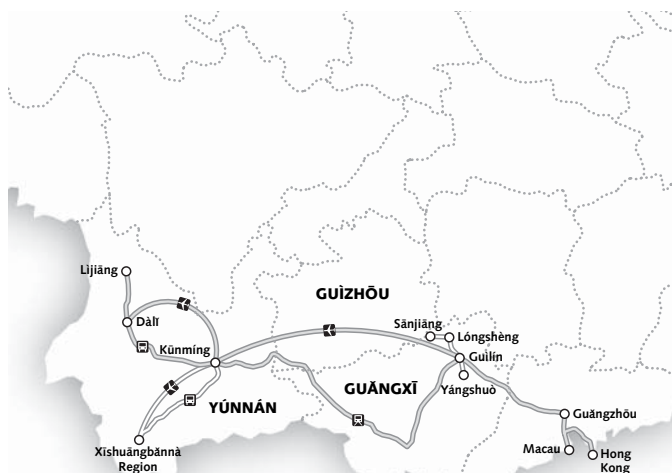 GUÌZHŌU
Lìjiāng
Dàlǐ
Sānjiāng
Lóngshèng
Kūnmíng
Guìlín
GUǍNGXĪ
Yángshuò
YÚNNÁN
Guǎngzhōu
Xīshuāngbǎnnà
Region
Macau
Hong
Kong